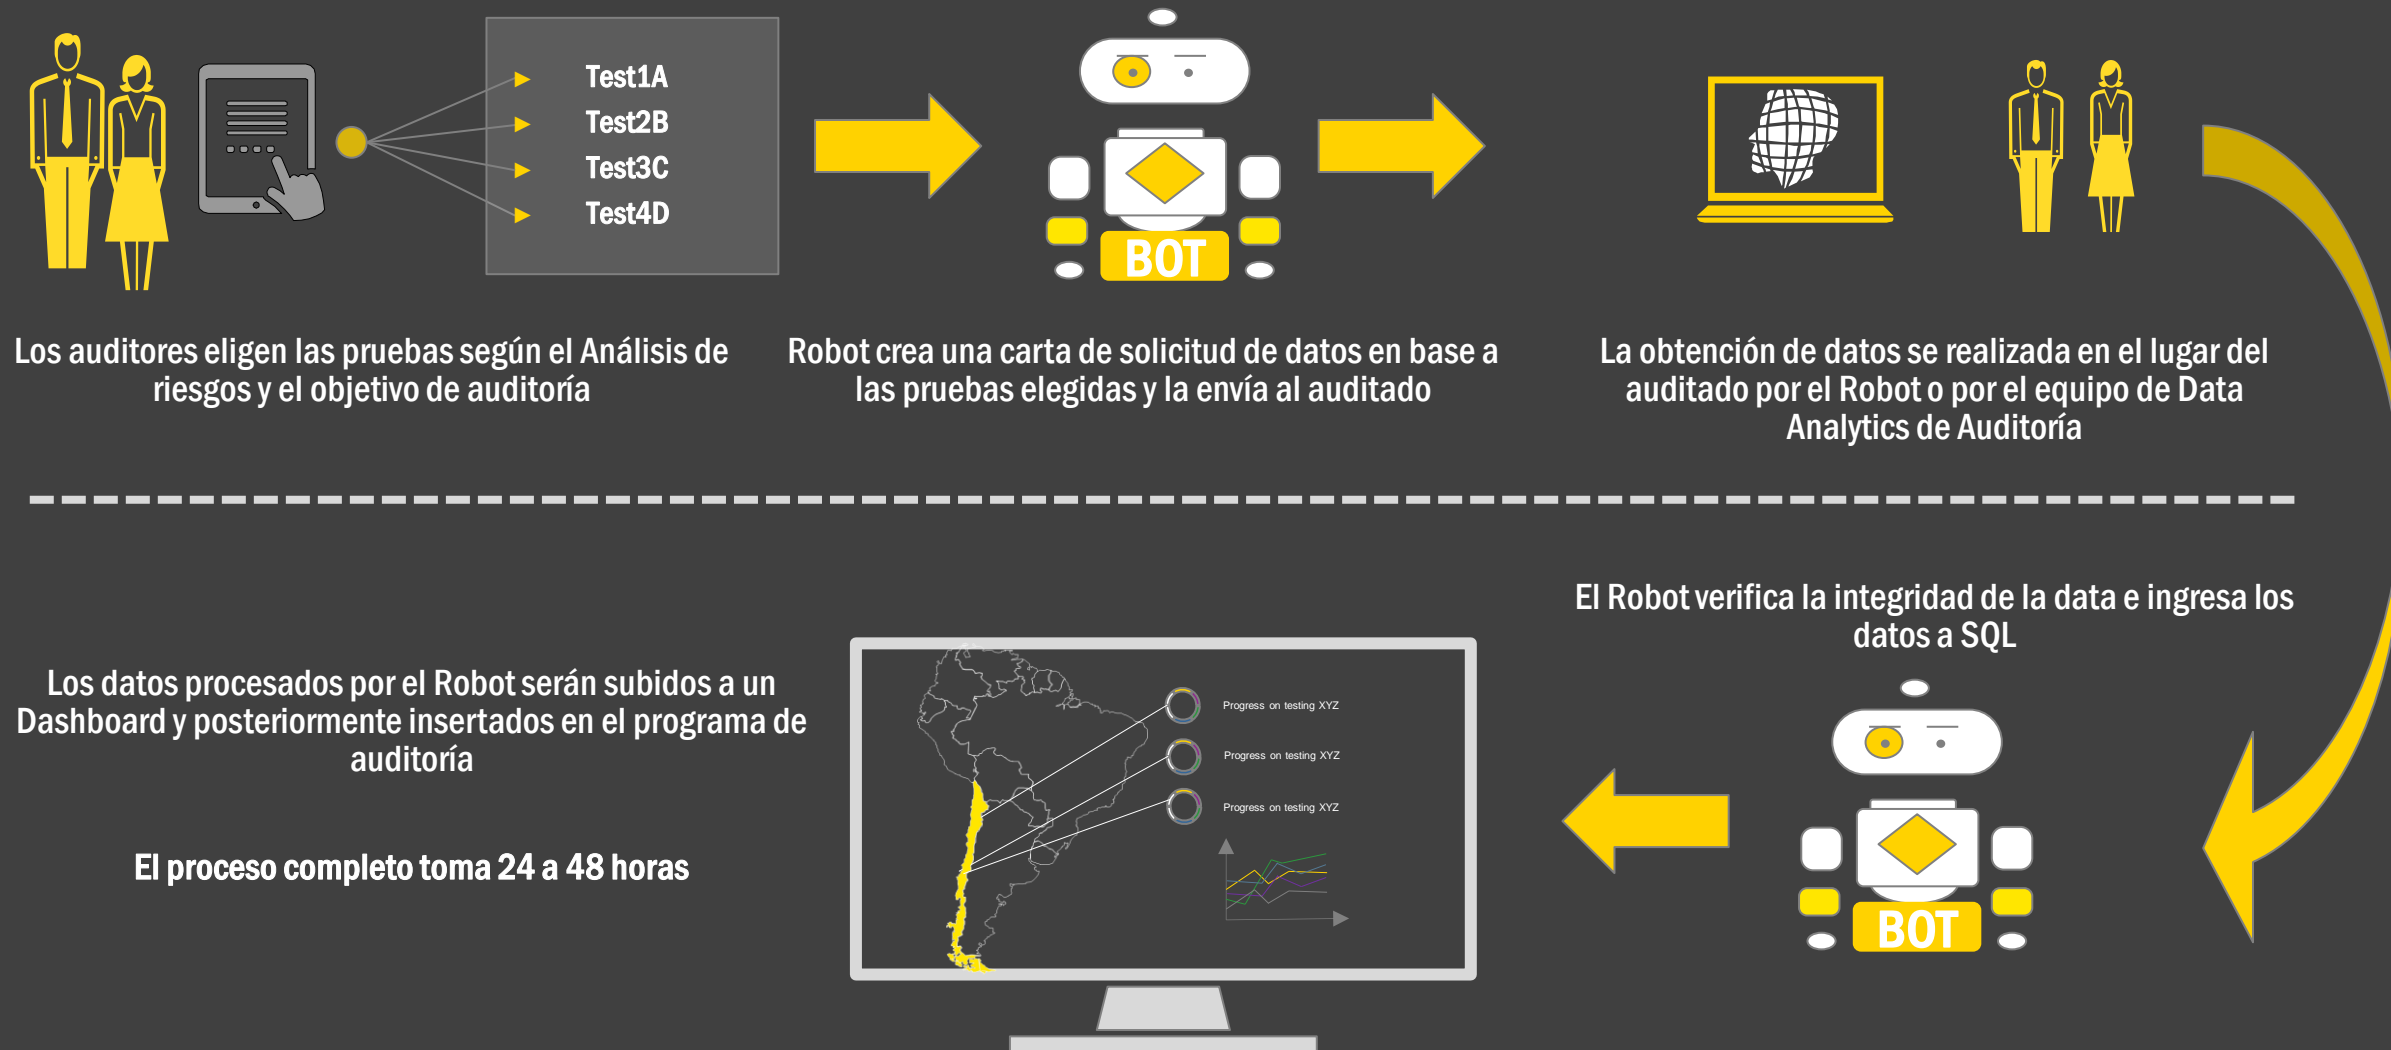 Test1A
Test2B
Test3C
Test4D
BOT
Los auditores eligen las pruebas según el Análisis de
riesgos y el objetivo de auditoría
Robot crea una carta de solicitud de datos en base a
las pruebas elegidas y la envía al auditado
La obtención de datos se realizada en el lugar del
auditado por el Robot o por el equipo de Data
Analytics de Auditoría
El Robot verifica la integridad de la data e ingresa los
datos a SQL
BOT
Progress on testing XYZ
Progress on testing XYZ
Progress on testing XYZ
Los datos procesados por el Robot serán subidos a un
Dashboard y posteriormente insertados en el programa de
auditoría
El proceso completo toma 24 a 48 horas